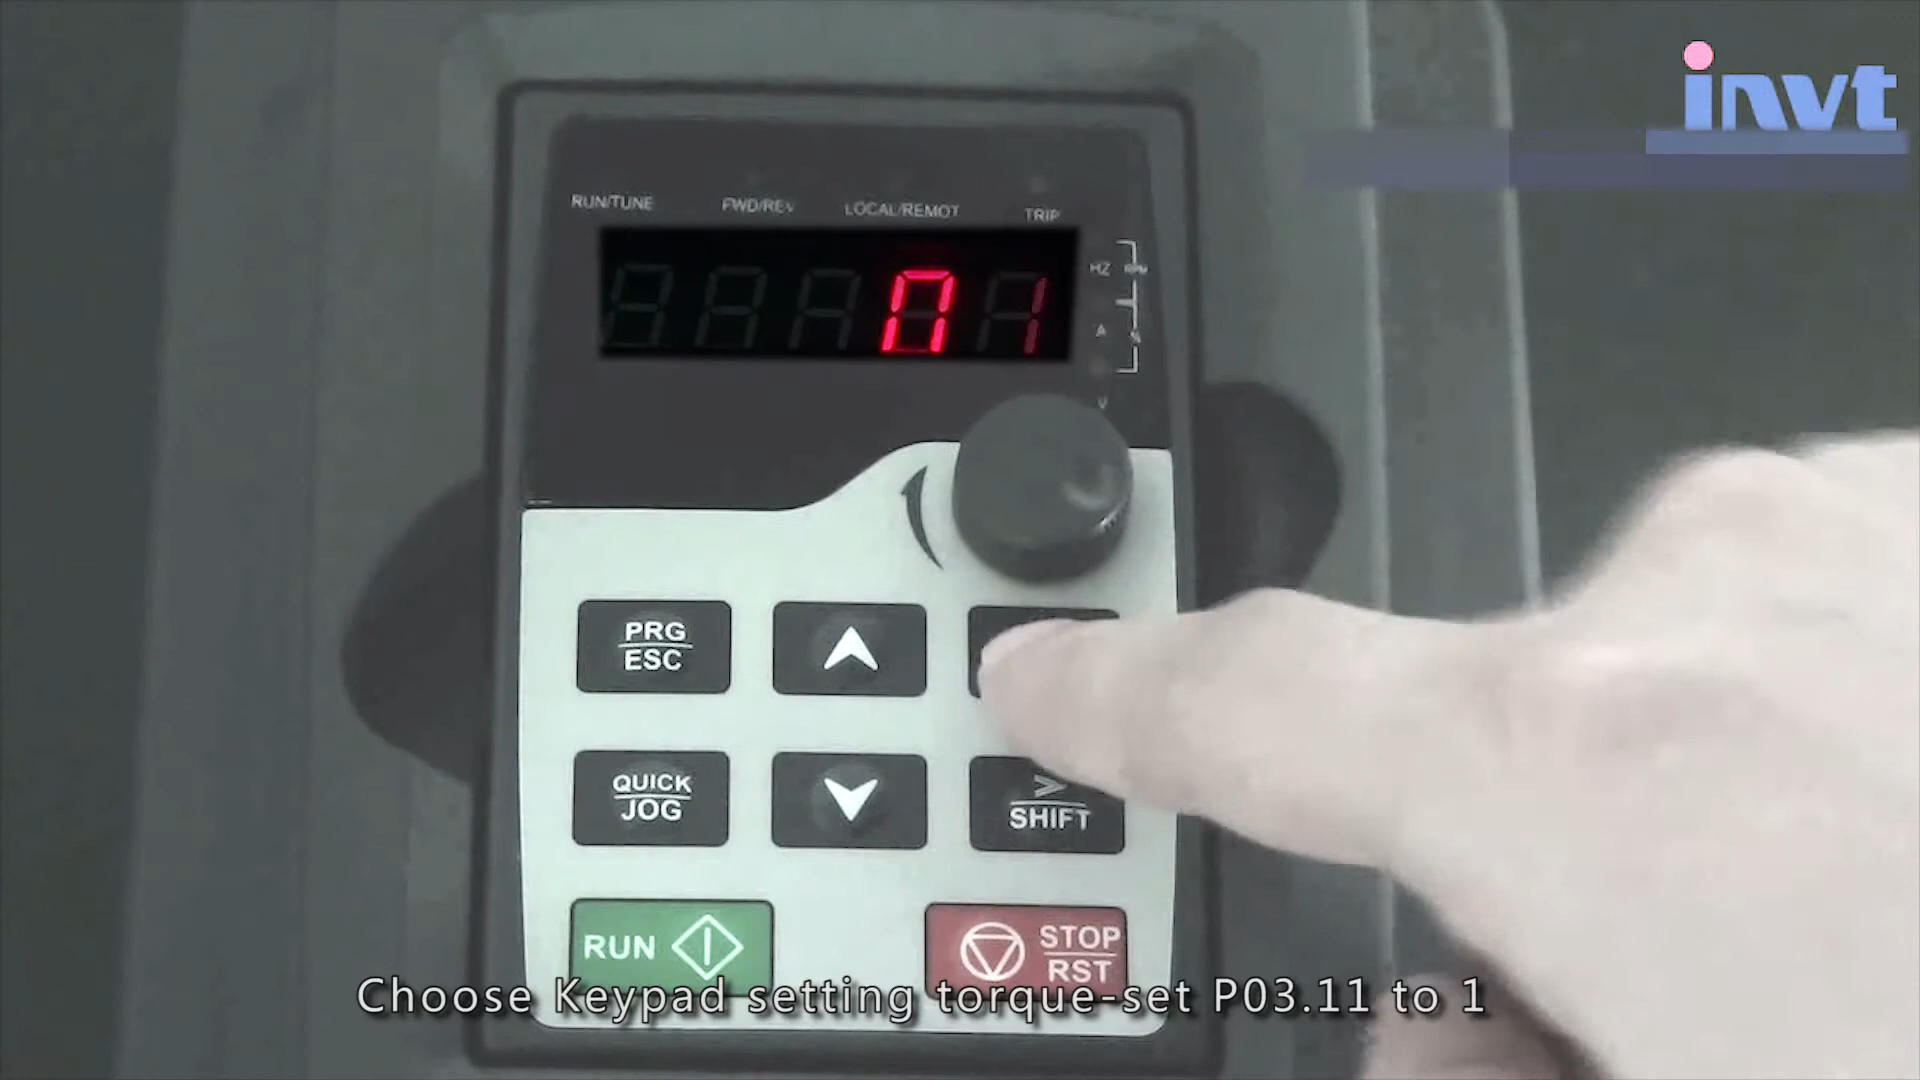 invt
RUN/TUNE FWD/REV LOCAL/REMOT TRIP
HZ RPM
A %
V
PRG
ESC
QUICK
JOG
>
SHIFT
RUN
STOP
RST
Choose Keypad setting torque-set P03.11 to 1